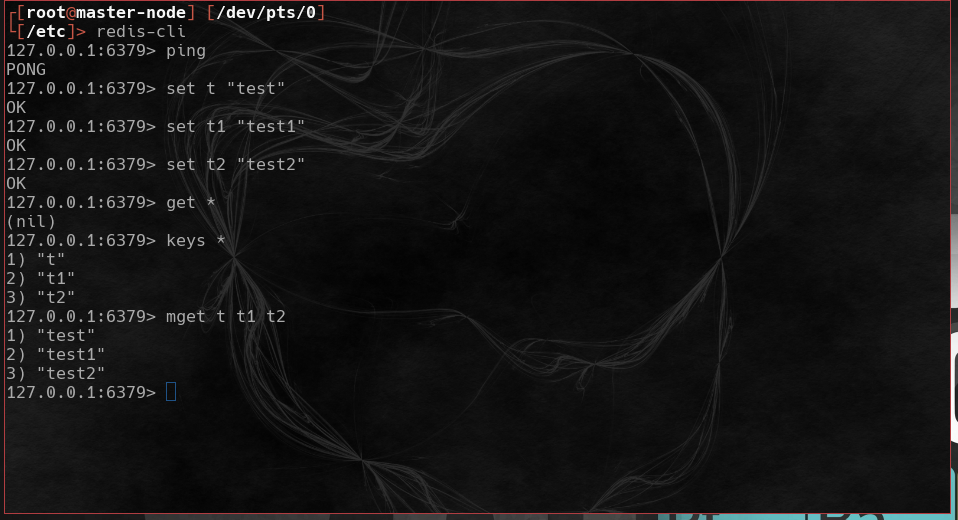 ┌[root@master-node] [/dev/pts/0]
└[/etc]> redis-cli
127.0.0.1:6379> ping
PONG
127.0.0.1:6379> set t "test"
OK
127.0.0.1:6379> set t1 "test1"
OK
127.0.0.1:6379> set t2 "test2"
OK
127.0.0.1:6379> get *
(nil)
127.0.0.1:6379> keys *
1) "t"
2) "t1"
3) "t2"
127.0.0.1:6379> mget t t1 t2
1) "test"
2) "test1"
3) "test2"
127.0.0.1:6379>